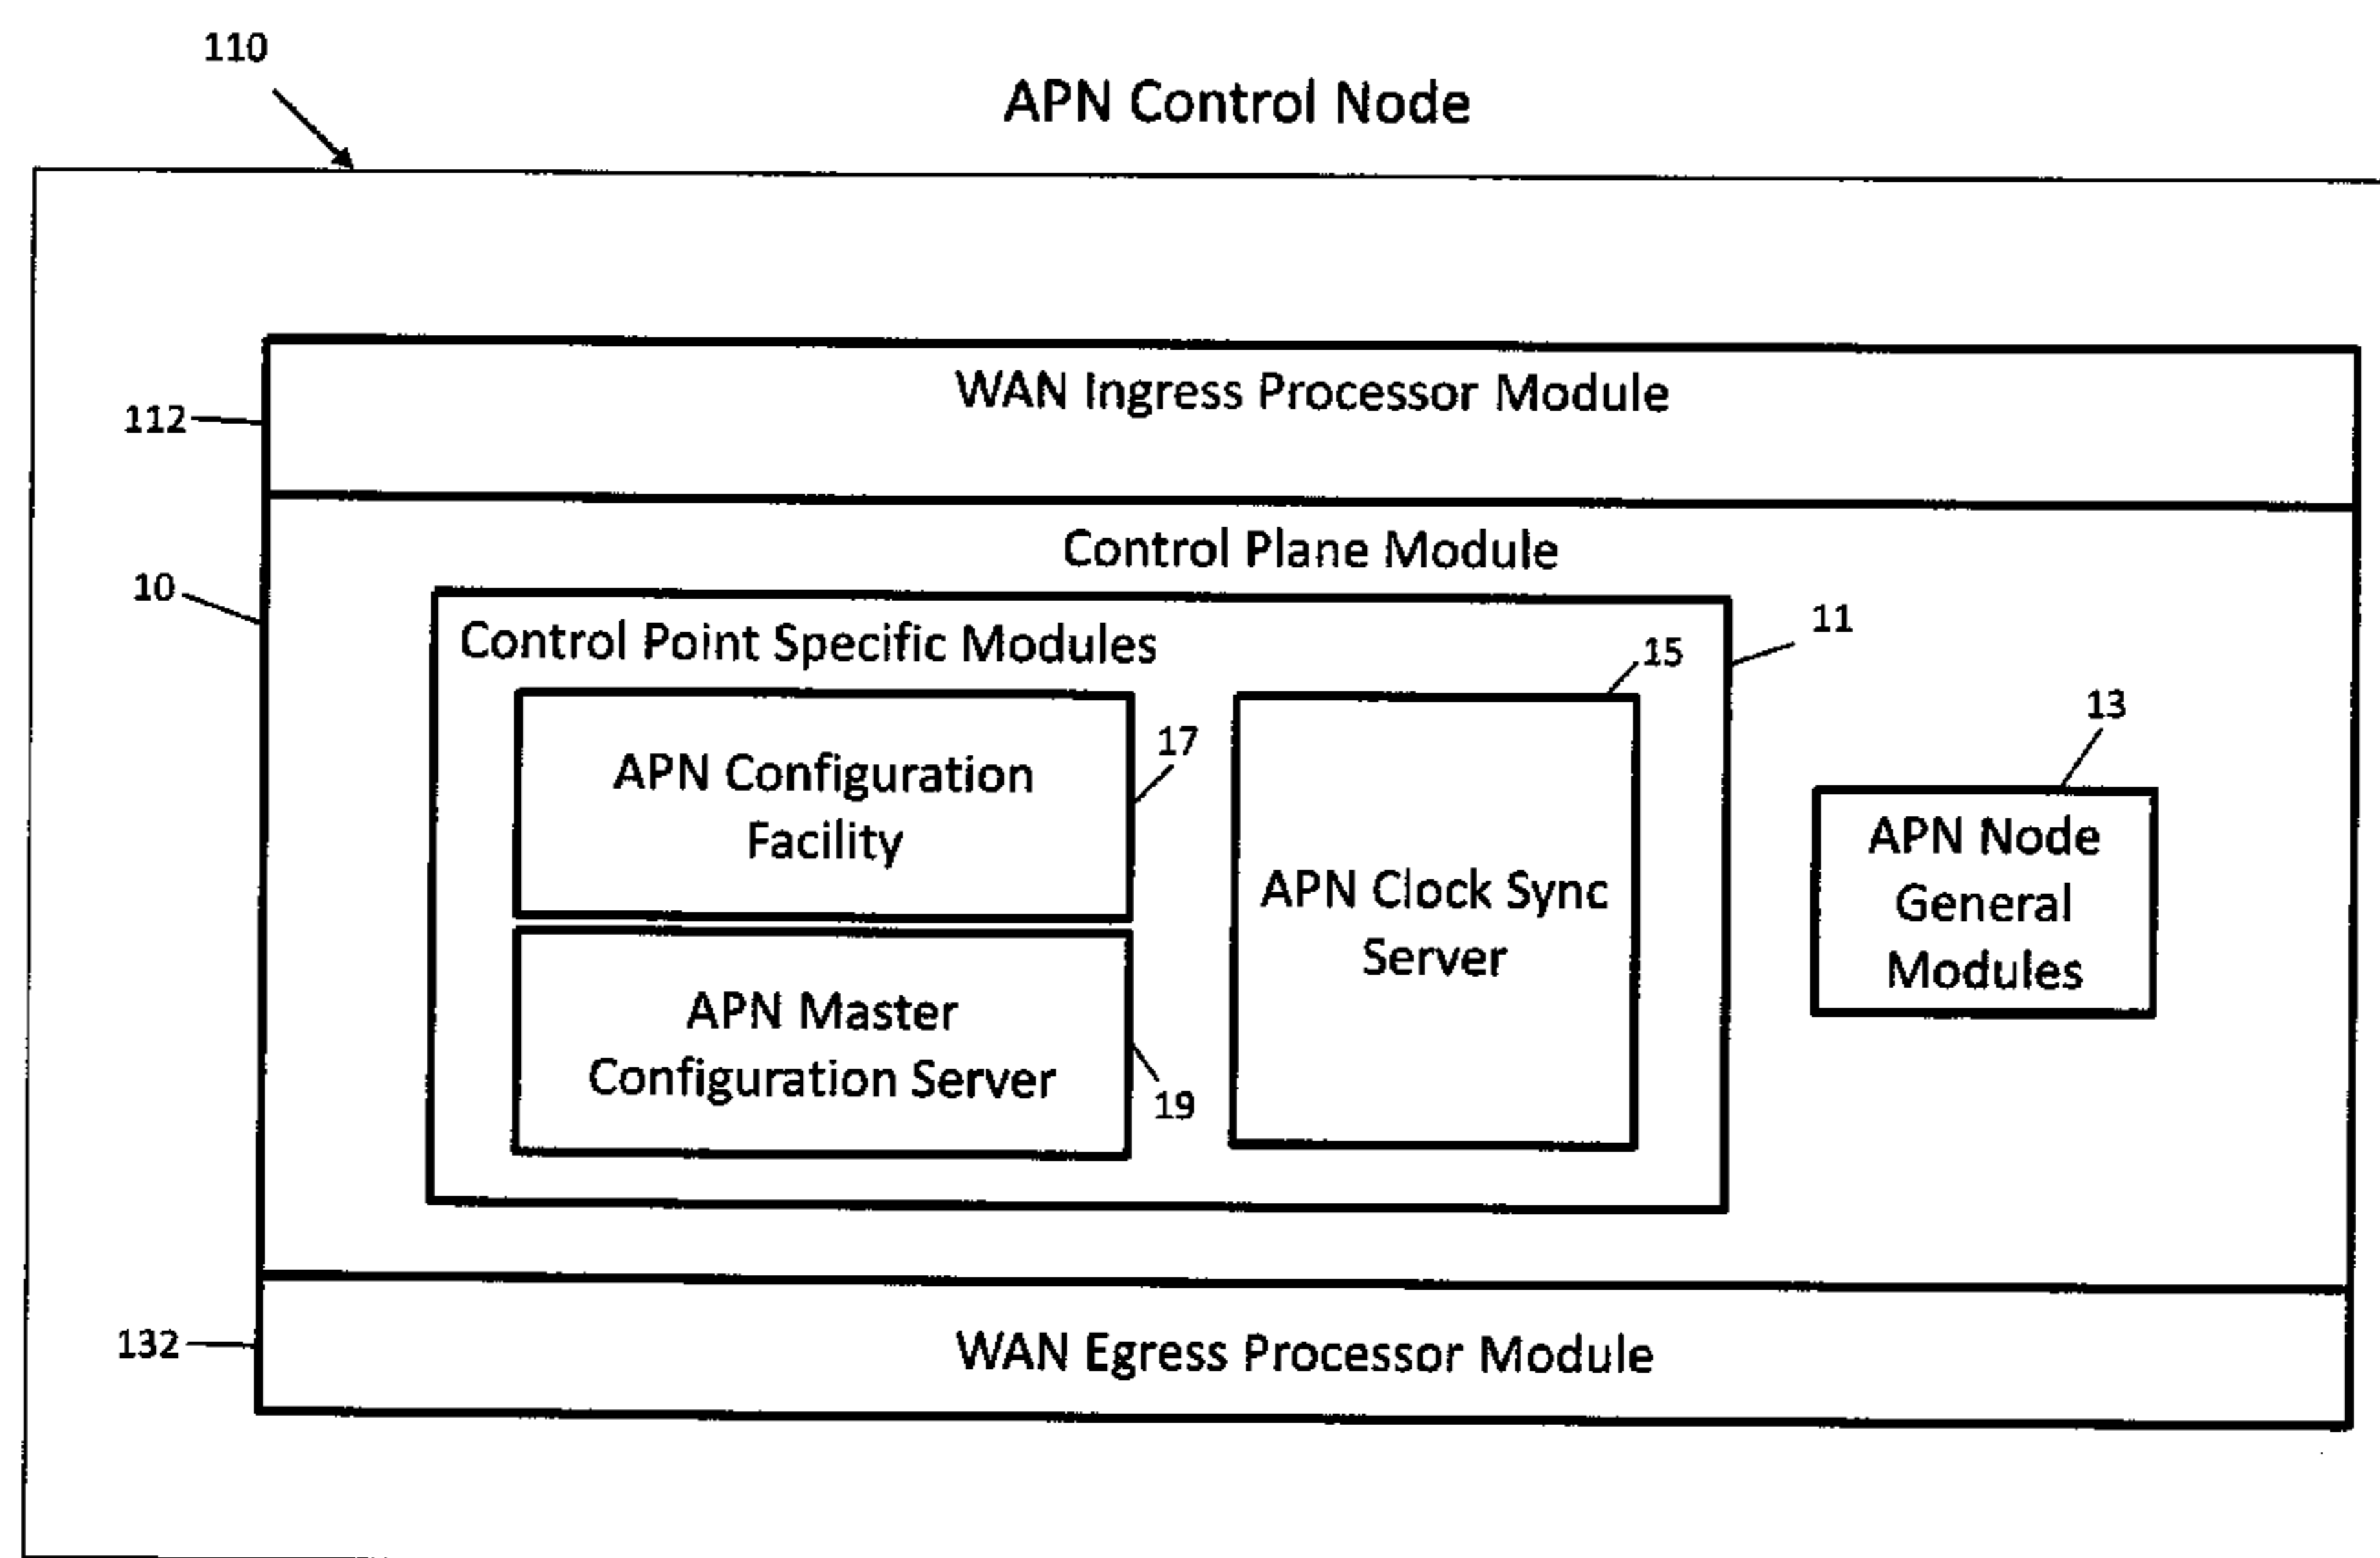 110
APN Control Node
WAN Ingress Processor Module
112
Control Plane Module
10
11
Control Point Specific Modules
15
13
17
APN Configuration
Facility
APN Node
General
Modules
APN Clock Sync
Server
APN Master
Configuration Server
19
132
WAN Egress Processor Module